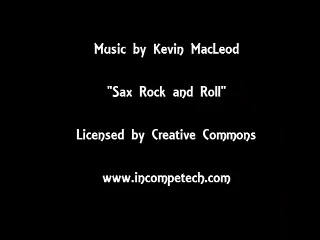 Music by Kevin MacLeod
"Sax Rock and Roll"
Licensed by Creative Commons
www.incompetech.com